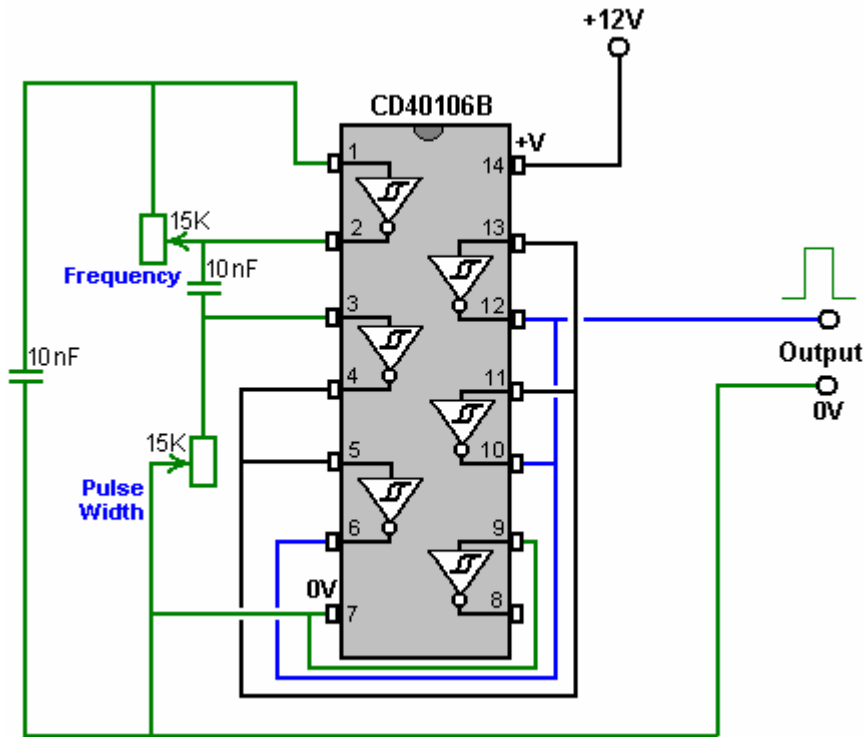 +12V
CD40106B
+V
1
14
15K
2
13
Frequency
10nF
3
12
10nF
4
11
Output
15K
5
10
0V
Pulse
Width
6
9
0V
7
8